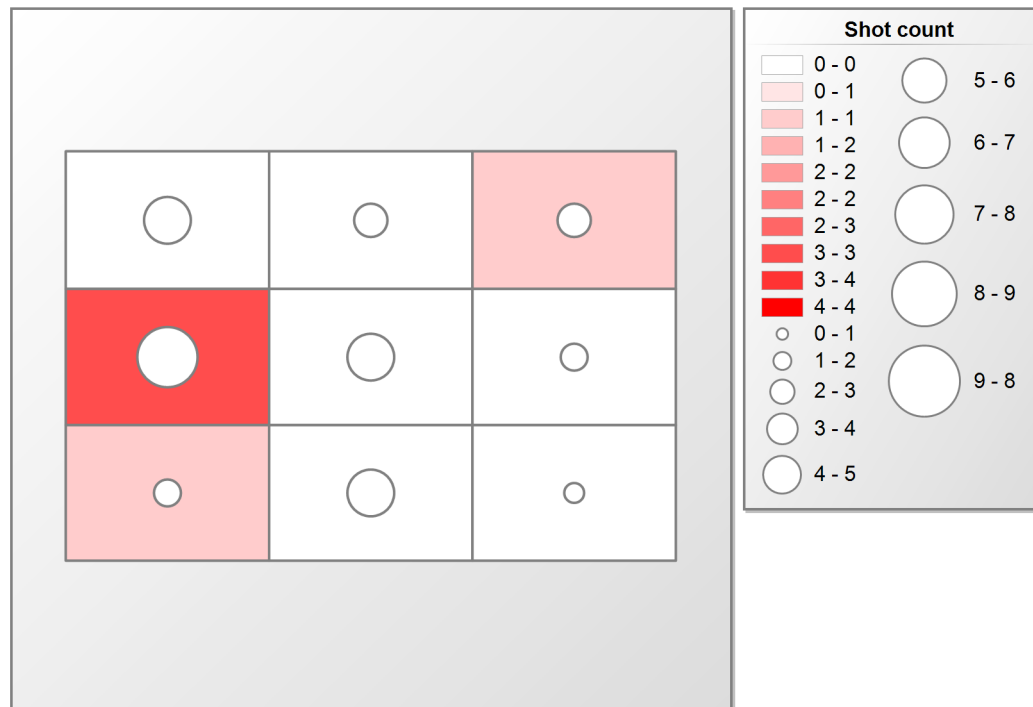 Shot count
0 - 0
0 - 1
1 - 1
1 - 2
2 - 2
2 - 2
2 - 3
3 - 3
3 - 4
4 - 4
0 - 1
1 - 2
2 - 3
3 - 4
4 - 5
5 - 6
6 - 7
7 - 8
8 - 9
9 - 8